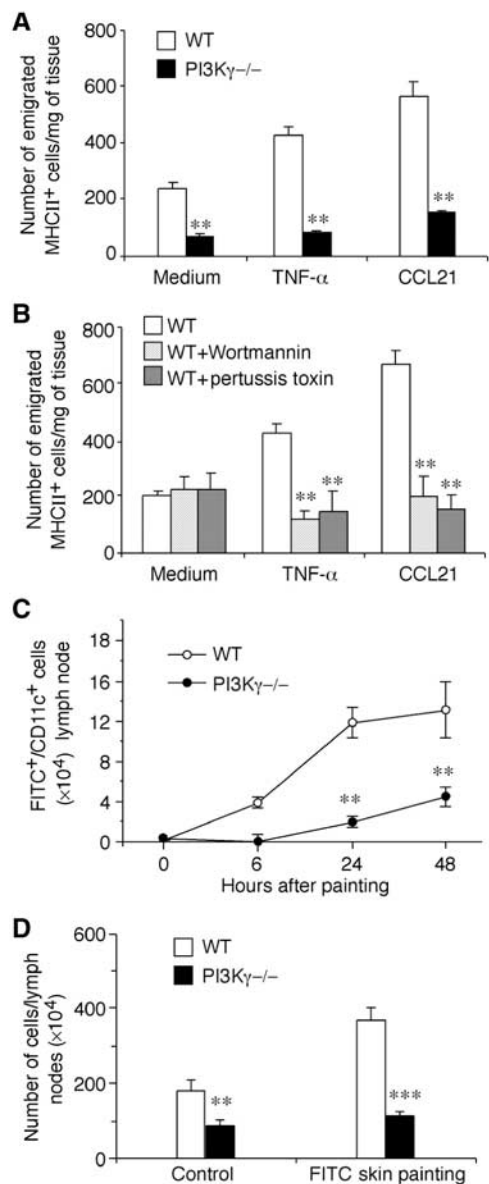 A
WT
PI3Kγ−/−
Number of emigrated
MHCII+ cells/mg of tissue
800
600
400
200
0
**
**
**
Medium
TNF-α
CCL21
B
WT
WT+Wortmannin
WT+pertussis toxin
Number of emigrated
MHCII+ cells/mg of tissue
800
600
400
200
0
**
**
**
**
Medium
TNF-α
CCL21
C
WT
PI3Kγ−/−
FITC+/CD11c+ cells
(×104) lymph node
18
16
12
8
4
0
**
**
0
6
24
48
Hours after painting
D
WT
PI3Kγ−/−
Number of cells/lymph
nodes (×104)
600
400
200
0
**
***
Control
FITC skin painting